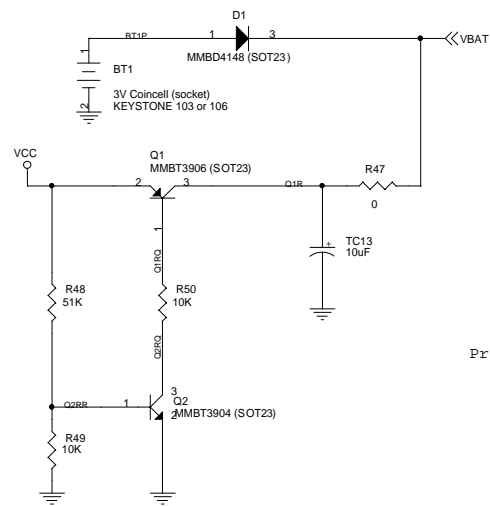 D1
BT1P
1
3
VBAT
MMBD4148 (SOT23)
1
BT1
3V Coincell (socket)
KEYSTONE 103 or 106
2
VCC
Q1
MMBT3906 (SOT23)
2
3
Q1R
R47
0
1
Q1RQ
TC13
+
10uF
R48
51K
R50
10K
Q2RQ
Pr
Q2RR
1
3
Q2
MMBT3904 (SOT23)
2
R49
10K